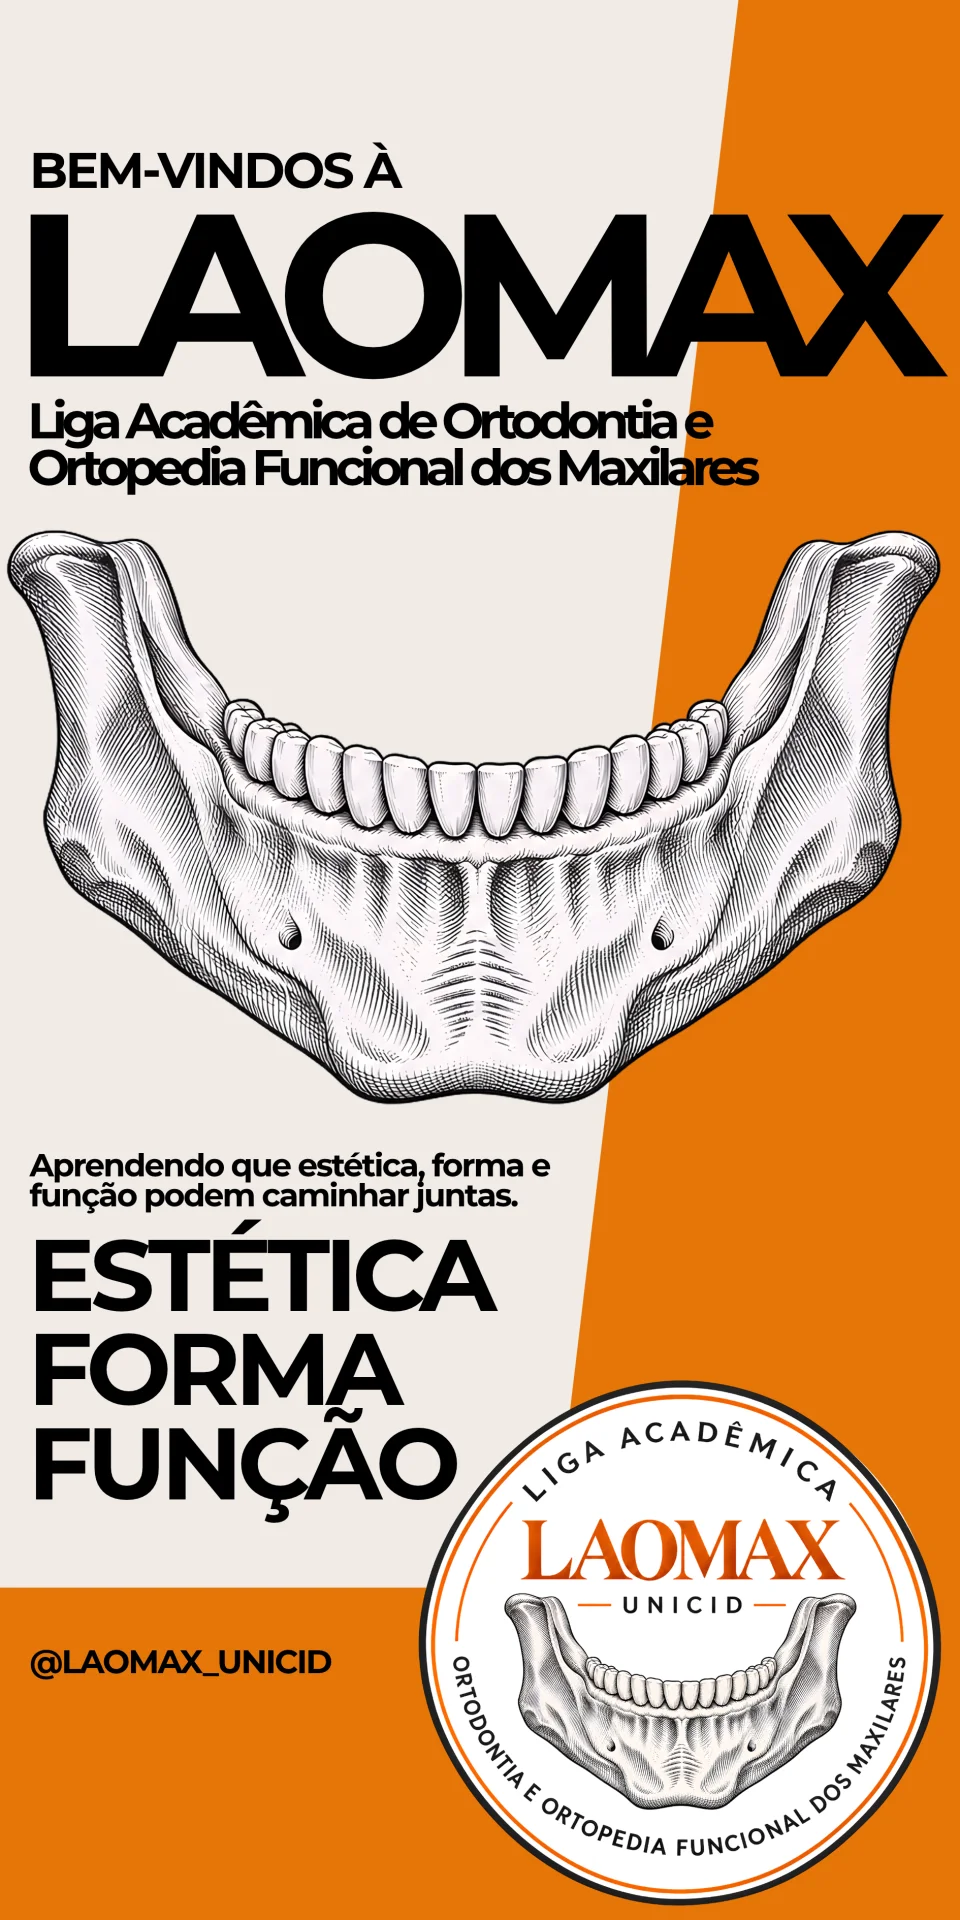 BEM-VINDOS À
LAOMAX
Liga Acadêmica de Ortodontia e
Ortopedia Funcional dos Maxilares
Aprendendo que estética, forma e
função podem caminhar juntas.
ESTÉTICA
FORMA
FUNÇÃO
@LAOMAX_UNICID
LIGA ACADÊMICA
LAOMAX
UNICID
ORTODONTIA E ORTOPEDIA FUNCIONAL DOS MAXILARES